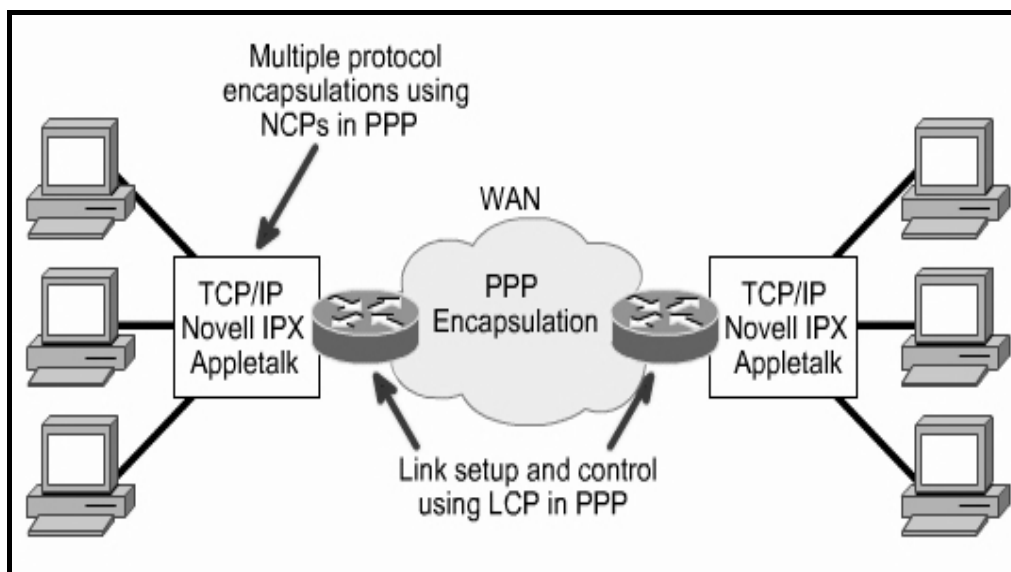 Multiple protocol
encapsulations using
NCPs in PPP
WAN
TCP/IP
Novell IPX
Appletalk
PPP
Encapsulation
TCP/IP
Novell IPX
Appletalk
Link setup and control
using LCP in PPP